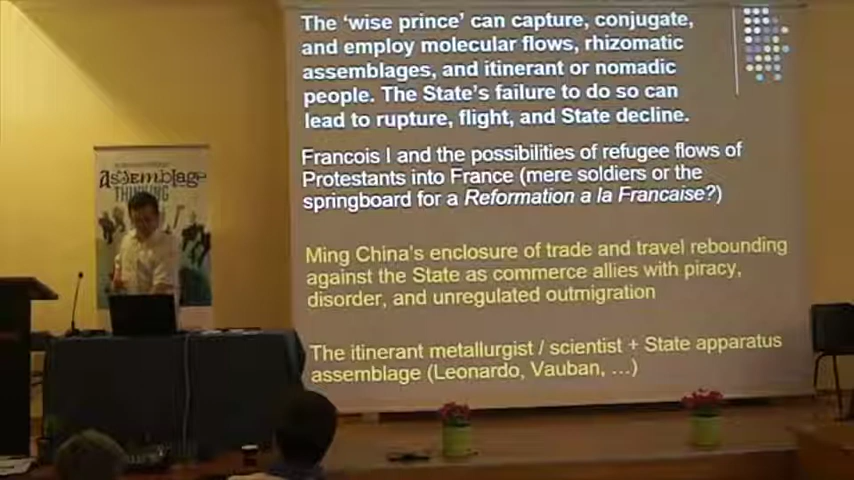 The 'wise prince' can capture, conjugate,
and employ molecular flows, rhizomatic
assemblages, and itinerant or nomadic
people. The State's failure to do so can
lead to rupture, flight, and State decline.
Francois I and the possibilities of refugee flows of
Protestants into France (mere soldiers or the
springboard for a Reformation a la Francaise?)
Ming China's enclosure of trade and travel rebounding
against the State as commerce allies with piracy,
disorder, and unregulated outmigration
The itinerant metallurgist / scientist + State apparatus
assemblage (Leonardo, Vauban, ...)
Assemblage
THINKING